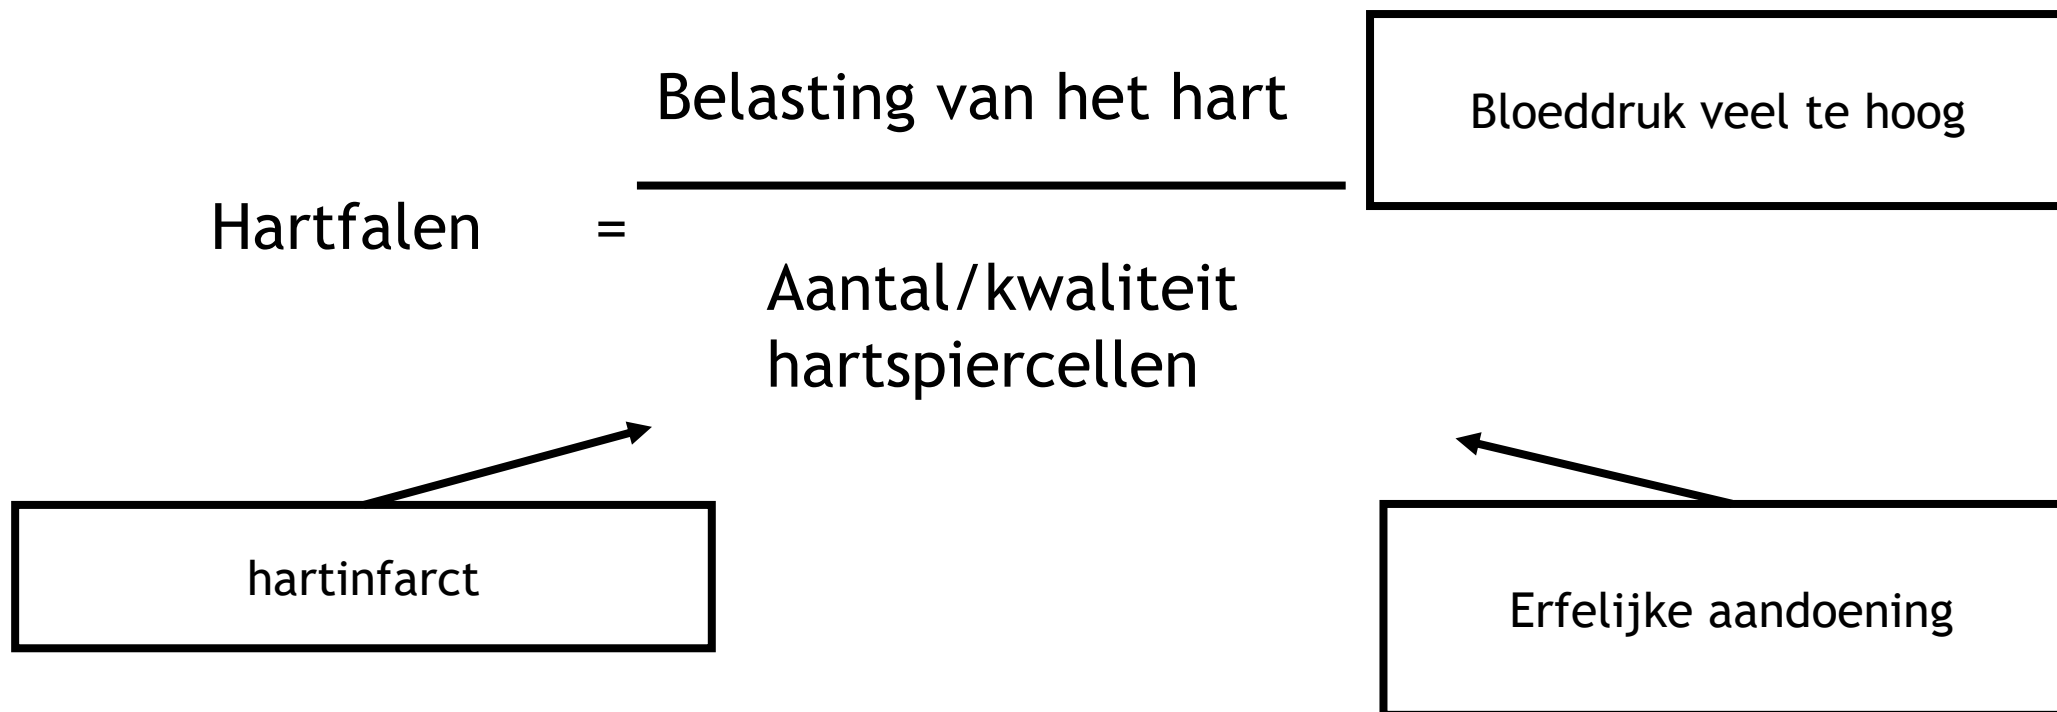 Belasting van het hart
Bloeddruk veel te hoog
Hartfalen =
Aantal/kwaliteit
hartspiercellen
hartinfarct
Erfelijke aandoening